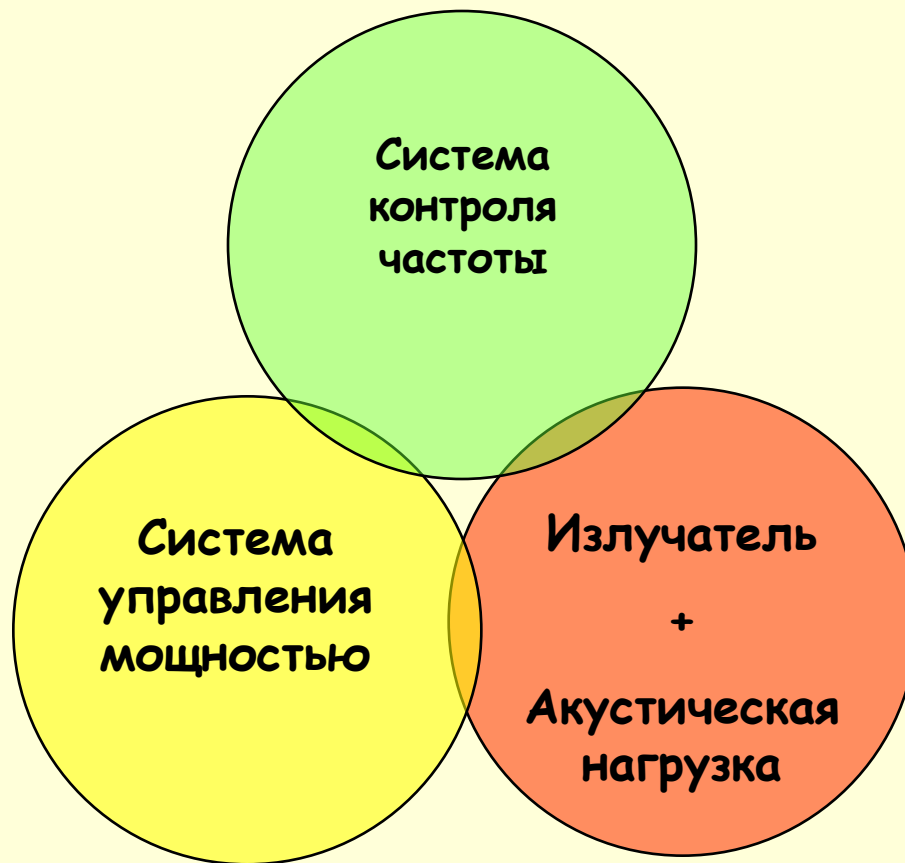 Система
контроля
частоты
Система
управления
мощностью
Излучатель
+
Акустическая
нагрузка